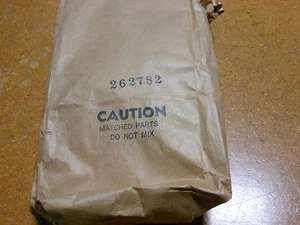 262782
CAUTION
MATCHED PARTS
DO NOT MIX